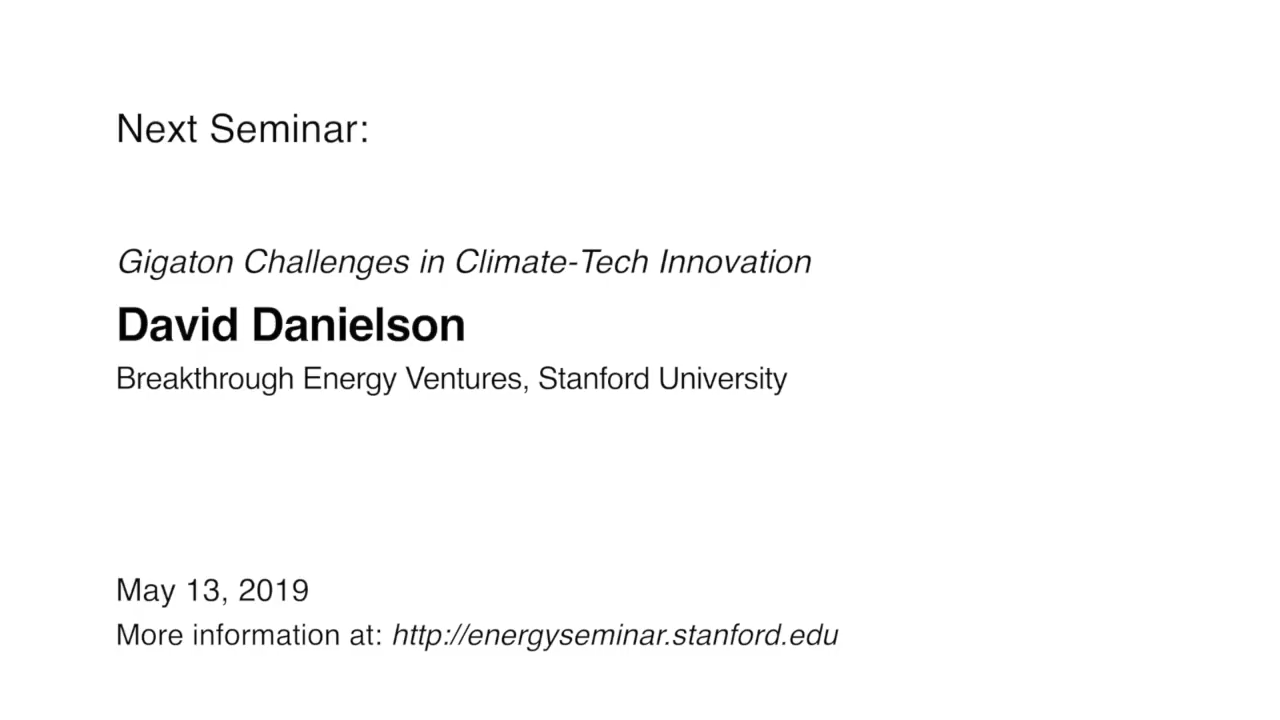 Next Seminar:
Gigaton Challenges in Climate-Tech Innovation
David Danielson
Breakthrough Energy Ventures, Stanford University
May 13, 2019
More information at: http://energyseminar.stanford.edu